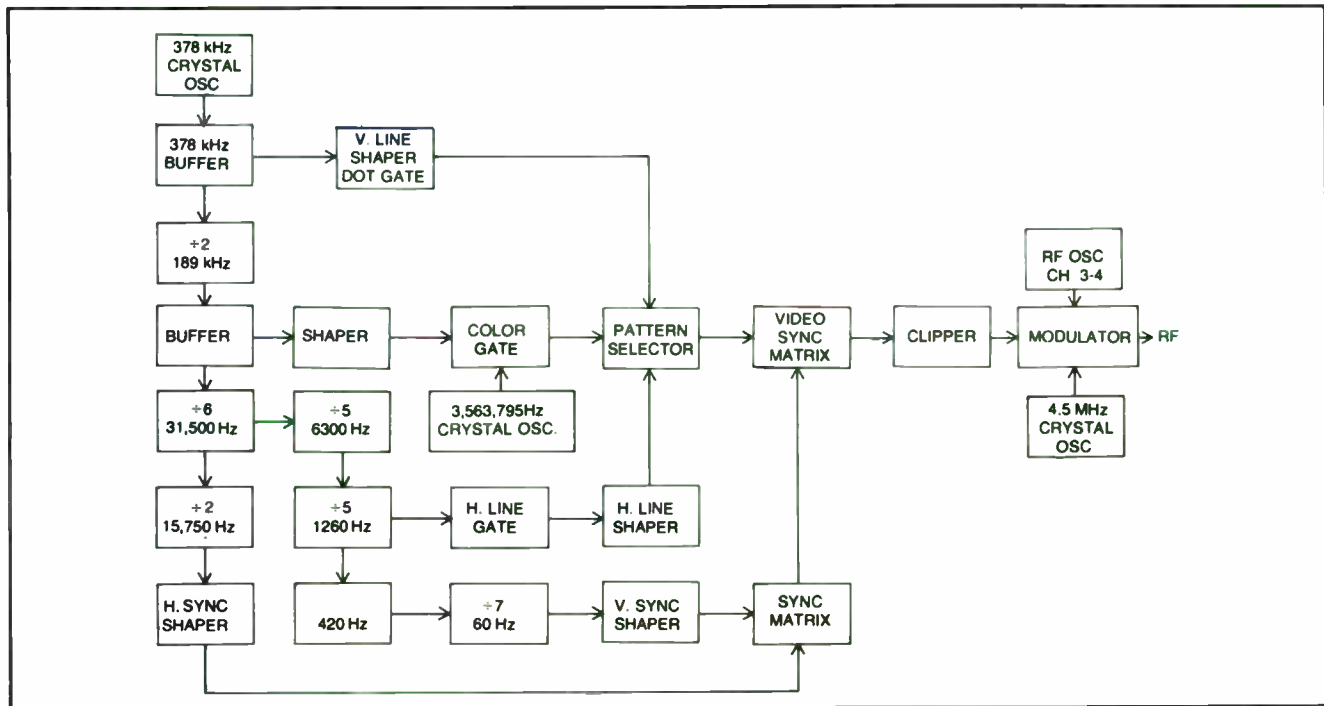 378 kHz
CRYSTAL
OSC
378 kHz
BUFFER
V. LINE
SHAPER
DOT GATE
÷2
189 kHz
RF OSC
CH 3-4
BUFFER
SHAPER
COLOR
GATE
PATTERN
SELECTOR
VIDEO
SYNC
MATRIX
CLIPPER
MODULATOR
RF
÷6
31,500 Hz
÷5
6300 Hz
3,563,795Hz
CRYSTAL OSC.
4.5 MHz
CRYSTAL
OSC
÷2
15,750 Hz
÷5
1260 Hz
H. LINE
GATE
H. LINE
SHAPER
H. SYNC
SHAPER
420 Hz
÷7
60 Hz
V. SYNC
SHAPER
SYNC
MATRIX